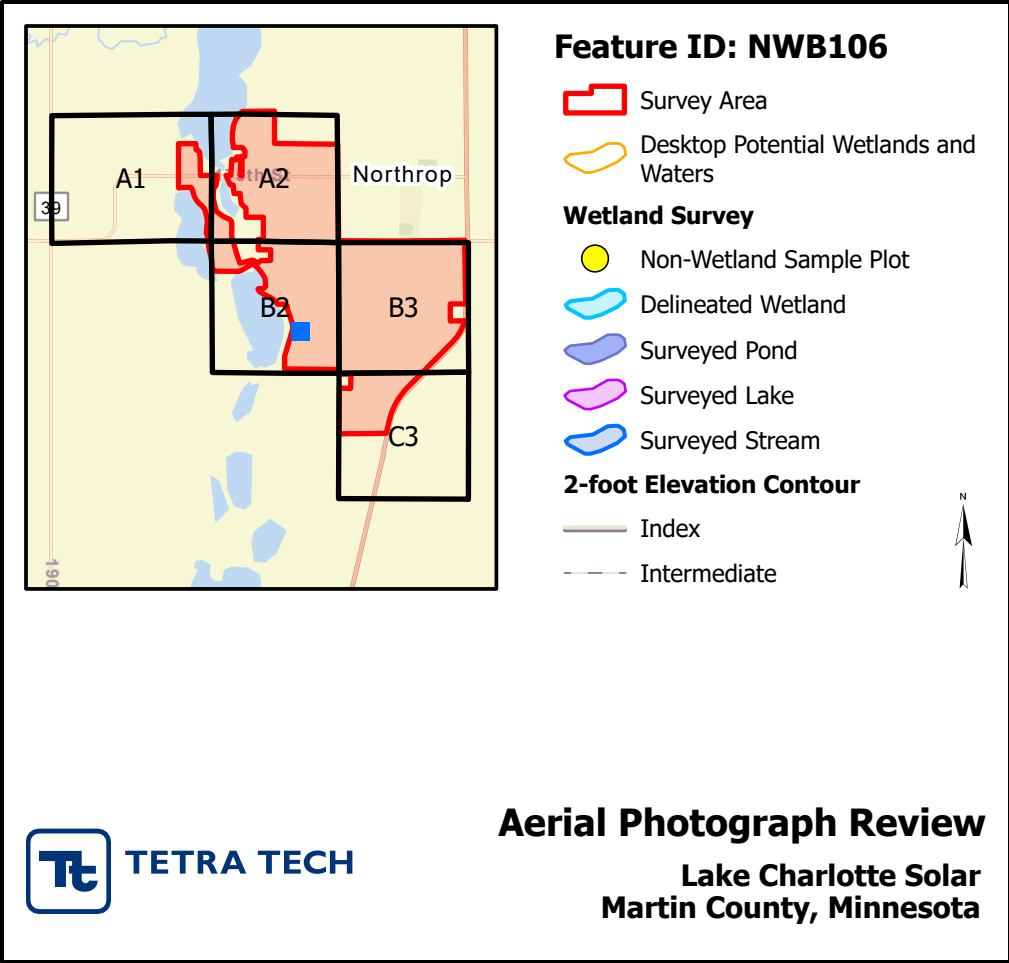 A1
A2
Northrop
39
B2
B3
C3
190
Feature ID: NWB106
Survey Area
Desktop Potential Wetlands and
Waters
Wetland Survey
Non-Wetland Sample Plot
Delineated Wetland
Surveyed Pond
Surveyed Lake
Surveyed Stream
2-foot Elevation Contour
Index
Intermediate
N
Tt TETRA TECH
Aerial Photograph Review
Lake Charlotte Solar
Martin County, Minnesota